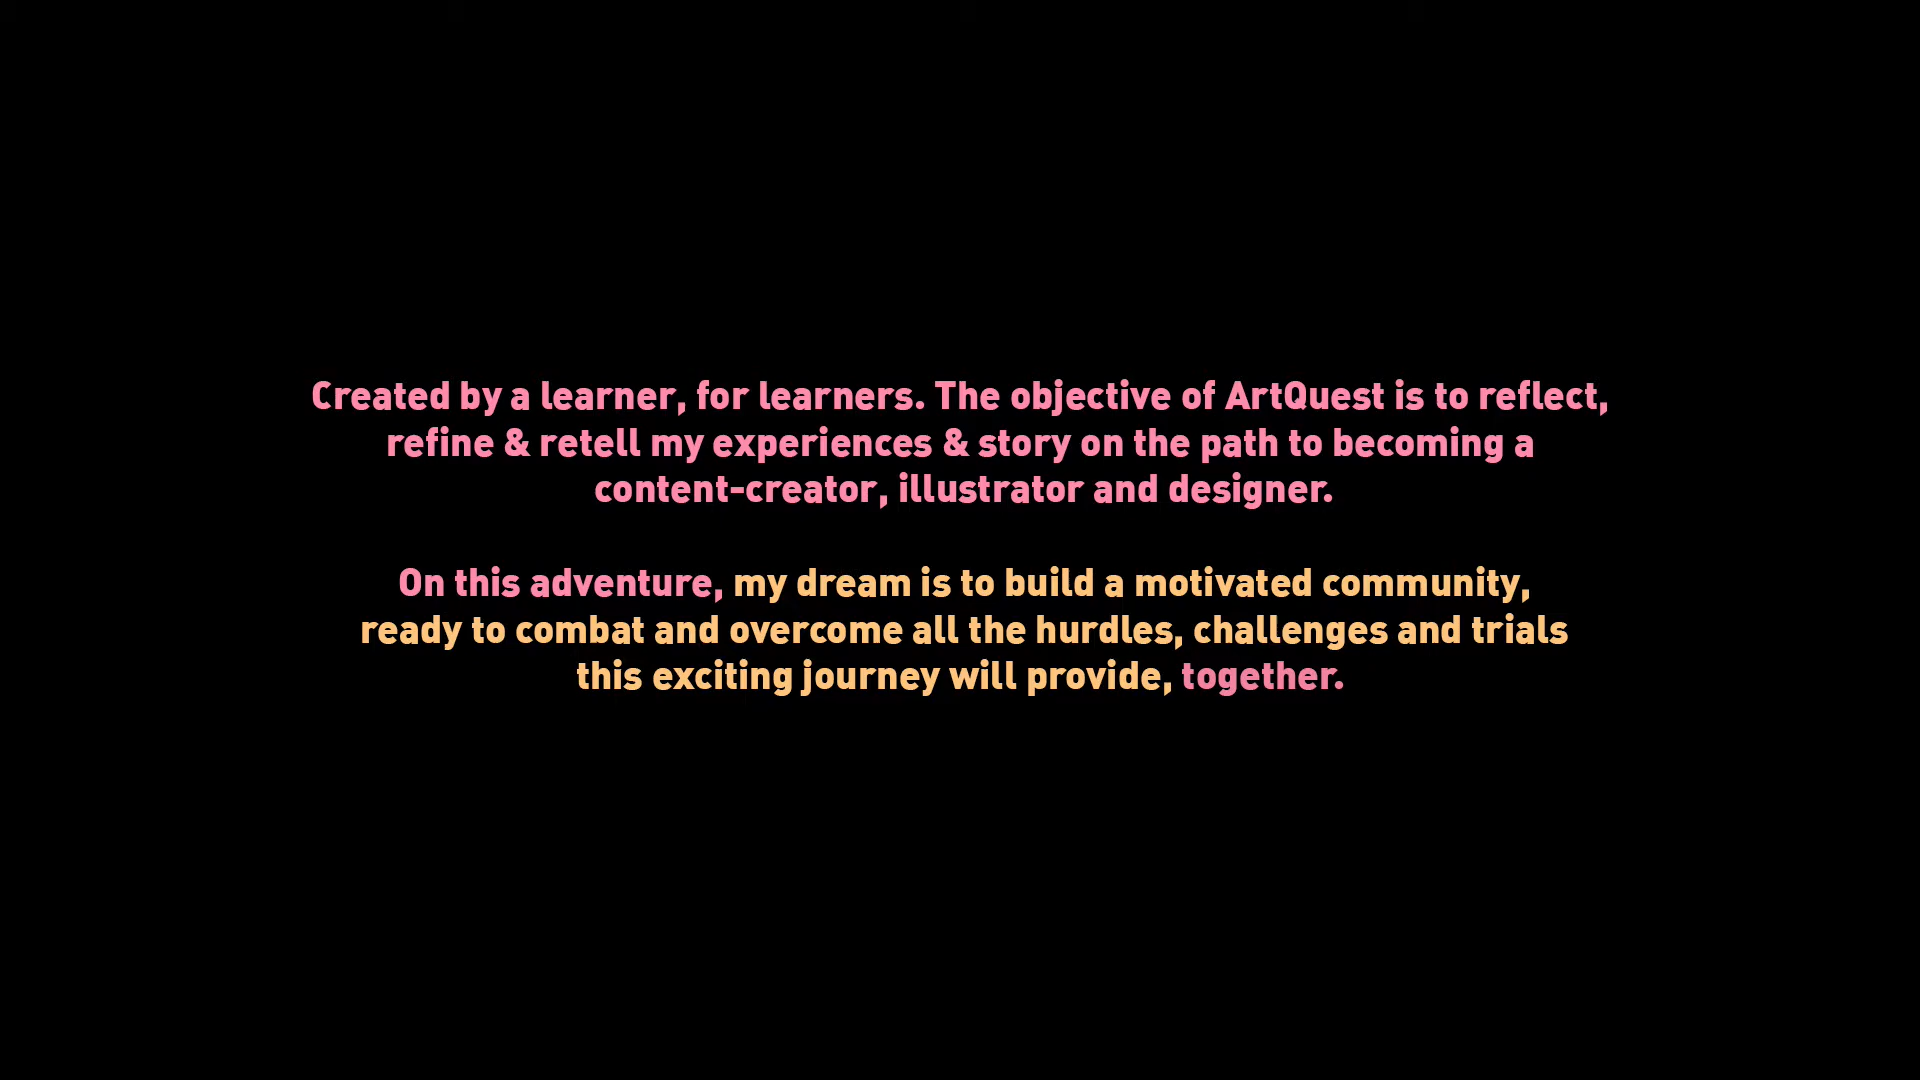 Created by a learner, for learners. The objective of ArtQuest is to reflect,
refine & retell my experiences & story on the path to becoming a
content-creator, illustrator and designer.
On this adventure, my dream is to build a motivated community,
ready to combat and overcome all the hurdles, challenges and trials
this exciting journey will provide, together.